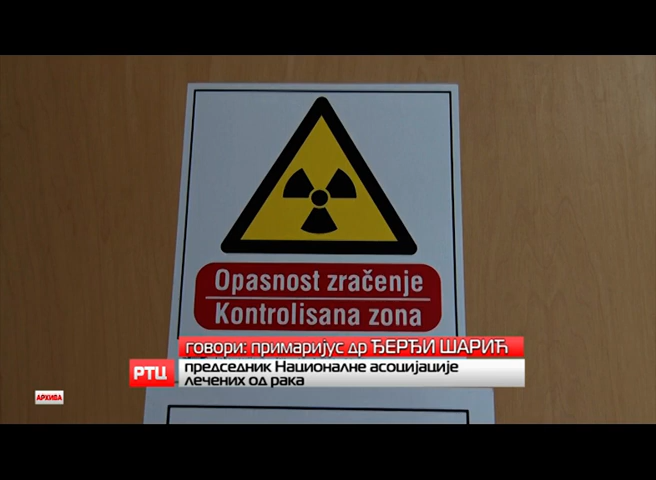 Opasnost zračenje
Kontrolisana zona
говори: примаријус др ЂЕРЂИ ШАРИЋ
РТЦ
председник Националне асоцијације
лечених од рака
АРХИВА